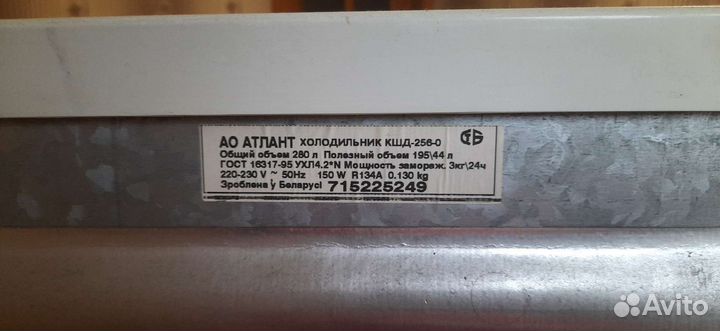 АО АТЛАНТ ХОЛОДИЛЬНИК КШД-256-0
Общий объем 280 л Полезный объем 195\44 л
ГОСТ 16317-95 УХЛ4.2*N Мощность замораж. 3кг\24ч
220-230 V ~ 50Hz 150 W R134A 0.130 kg
Зроблена у Беларусі 715225249
Avito